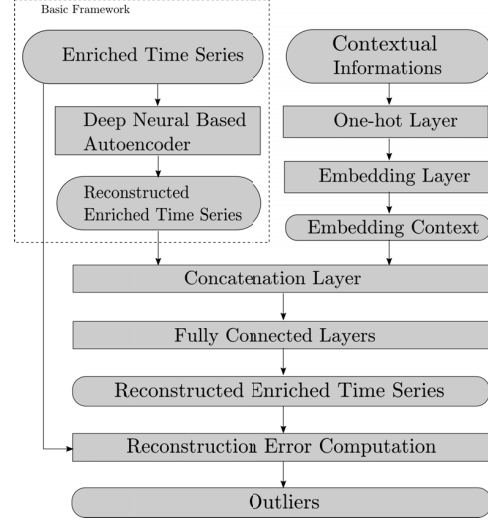 Basic Framework
Enriched Time Series
Deep Neural Based
Autoencoder
Reconstructed
Enriched Time Series
Contextual
Informations
One-hot Layer
Embedding Layer
Embedding Context
Concatenation Layer
Fully Connected Layers
Reconstructed Enriched Time Series
Reconstruction Error Computation
Outliers